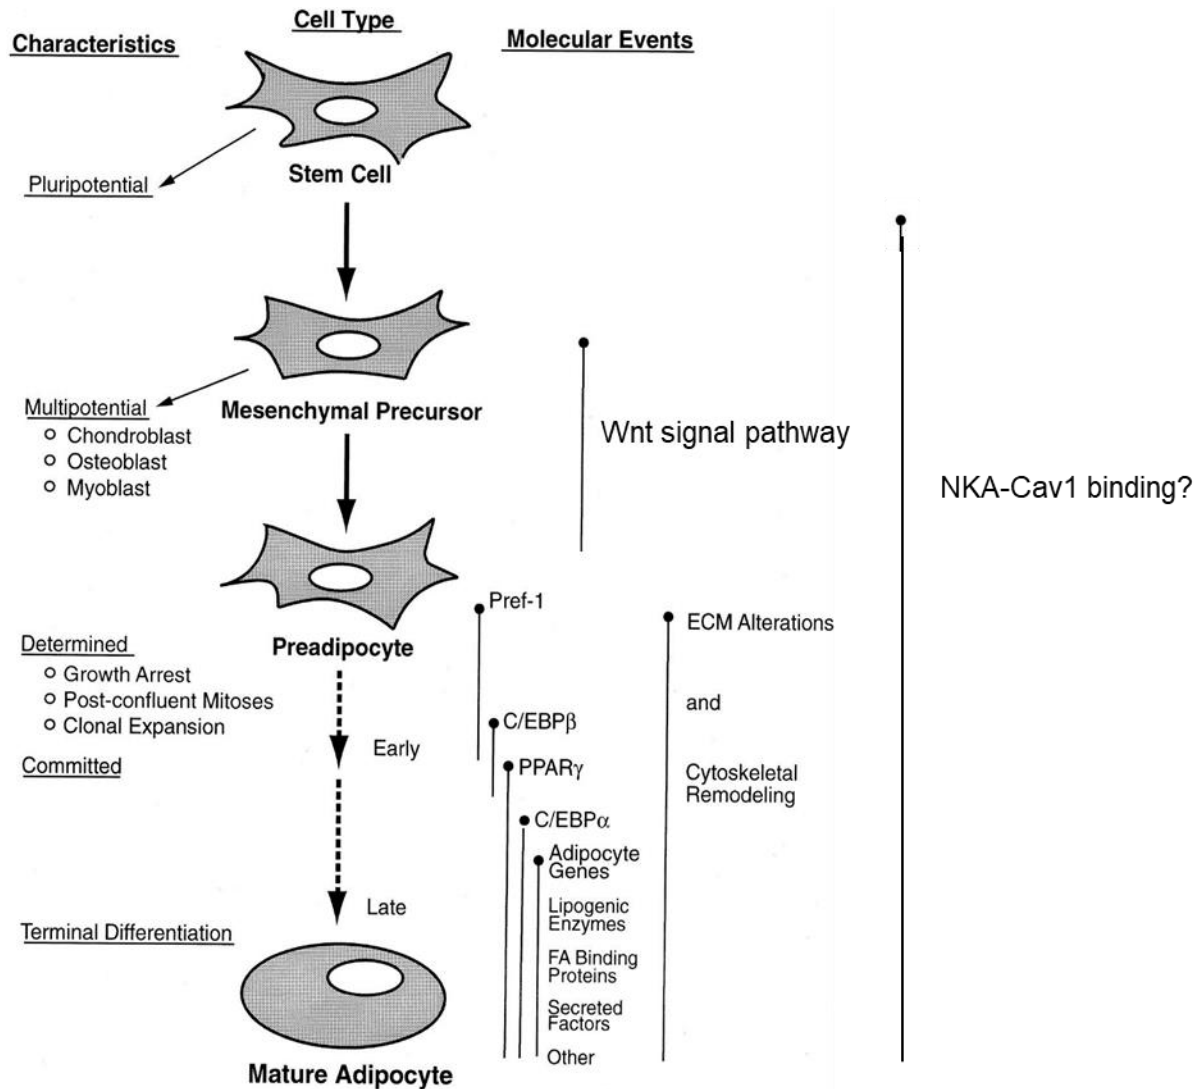 Characteristics
Cell Type
Molecular Events
Stem Cell
Pluripotential
Mesenchymal Precursor
Multipotential
Chondroblast
Osteoblast
Myoblast
Wnt signal pathway
NKA-Cav1 binding?
Preadipocyte
Pref-1
ECM Alterations
and
Cytoskeletal
Remodeling
Determined
Growth Arrest
Post-confluent Mitoses
Clonal Expansion
Committed
Early
C/EBPβ
PPARγ
C/EBPα
Adipocyte
Genes
Lipogenic
Enzymes
FA Binding
Proteins
Secreted
Factors
Other
Late
Terminal Differentiation
Mature Adipocyte